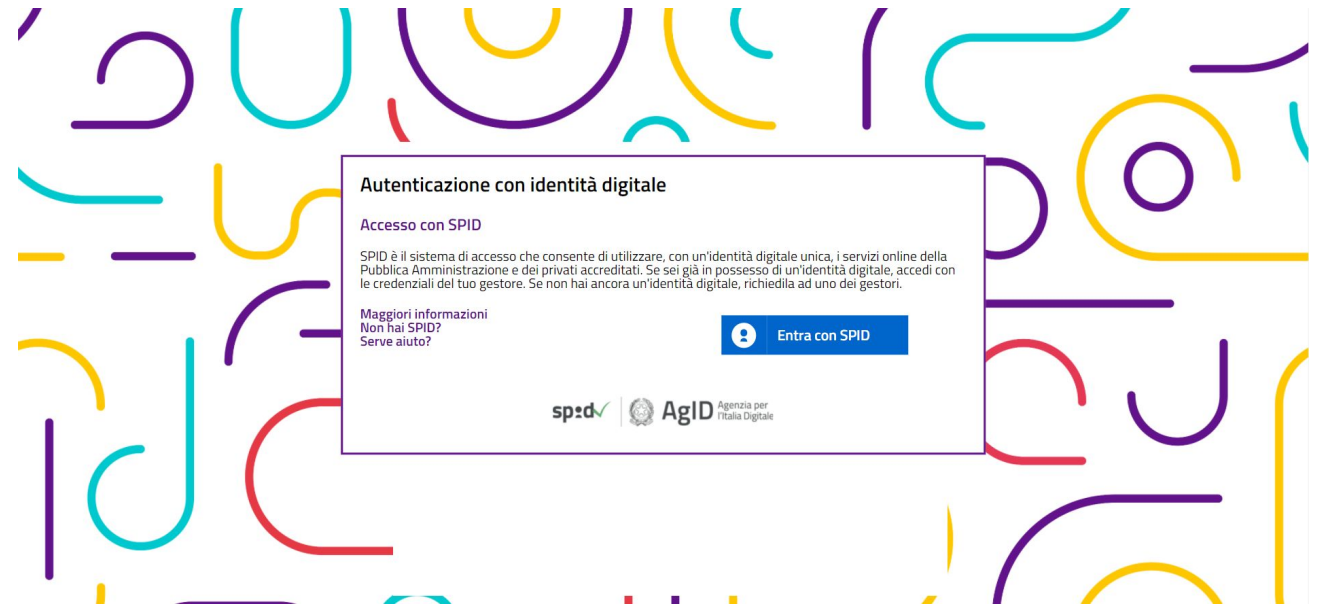 Autenticazione con identità digitale
Accesso con SPID
SPID è il sistema di accesso che consente di utilizzare, con un'identità digitale unica, i servizi online della
Pubblica Amministrazione e dei privati accreditati. Se sei già in possesso di un'identità digitale, accedi con
le credenziali del tuo gestore. Se non hai ancora un'identità digitale, richiedila ad uno dei gestori.
Maggiori informazioni
Non hai SPID?
Serve aiuto?
Entra con SPID
spid
AgID Agenzia per
l'Italia Digitale